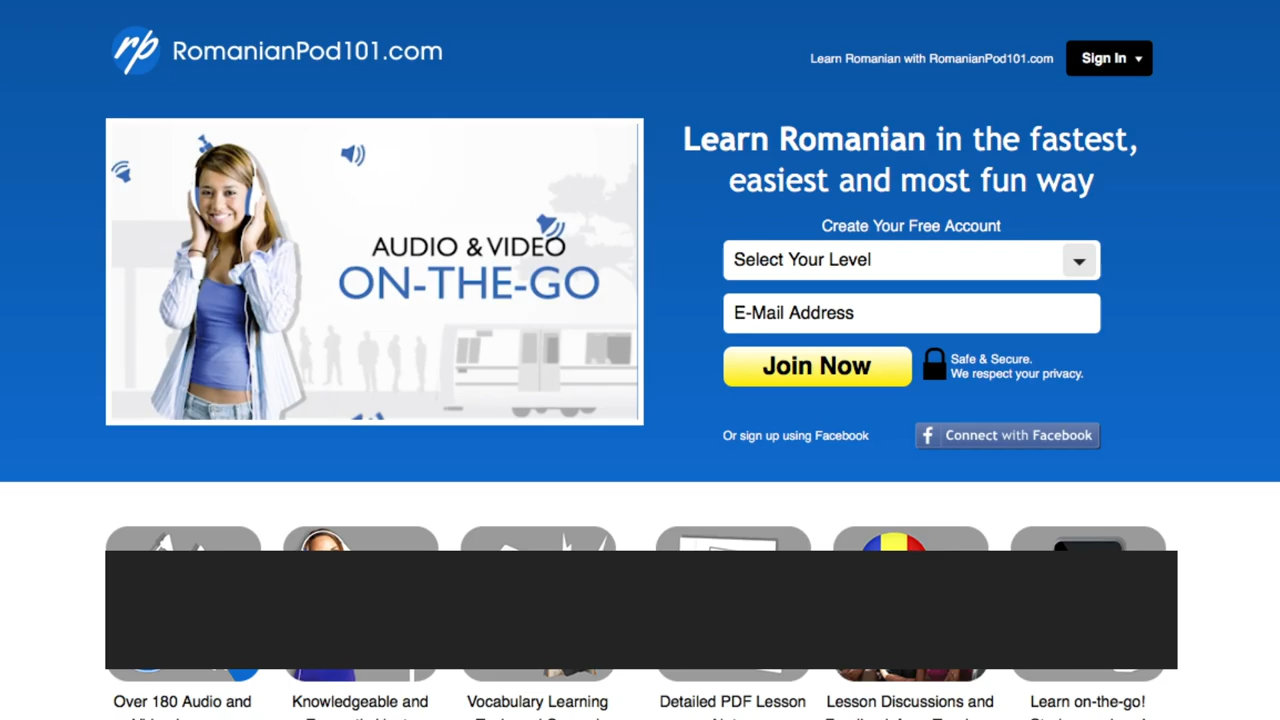 rp RomanianPod101.com
Learn Romanian with RomanianPod101.com
Sign In
AUDIO & VIDEO
ON-THE-GO
Learn Romanian in the fastest,
easiest and most fun way
Create Your Free Account
Select Your Level
E-Mail Address
Join Now
Safe & Secure.
We respect your privacy.
Or sign up using Facebook
f Connect with Facebook
Over 180 Audio and
Knowledgeable and
Vocabulary Learning
Detailed PDF Lesson
Lesson Discussions and
Learn on-the-go!